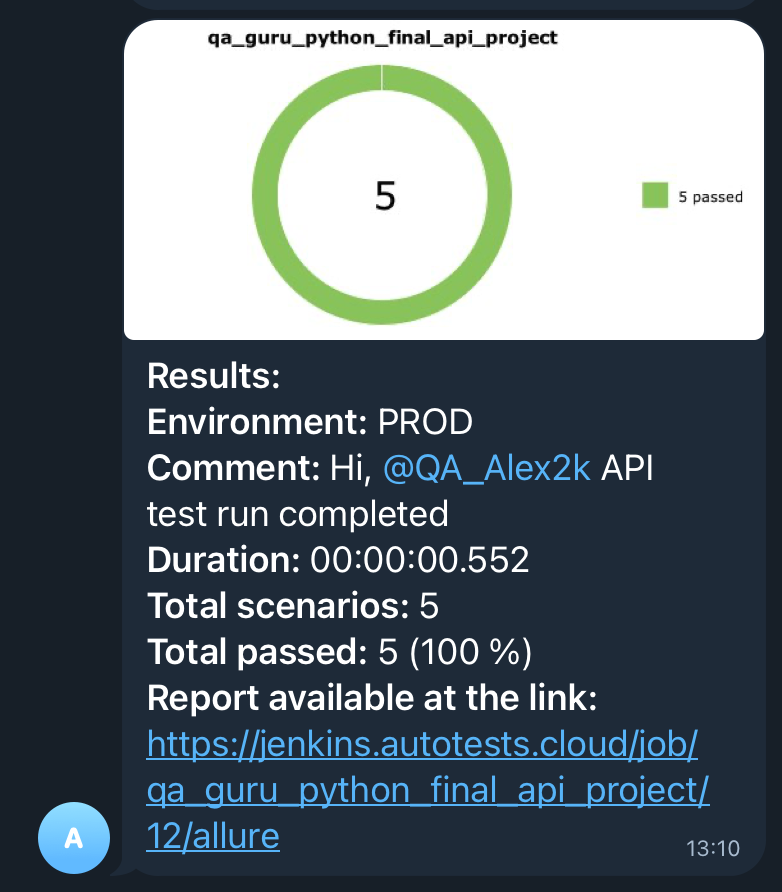 qa_guru_python_final_api_project
5
5 passed
Results:
Environment: PROD
Comment: Hi, @QA_Alex2k API
test run completed
Duration: 00:00:00.552
Total scenarios: 5
Total passed: 5 (100 %)
Report available at the link:
https://jenkins.autotests.cloud/job/
qa_guru_python_final_api_project/
12/allure
A
13:10